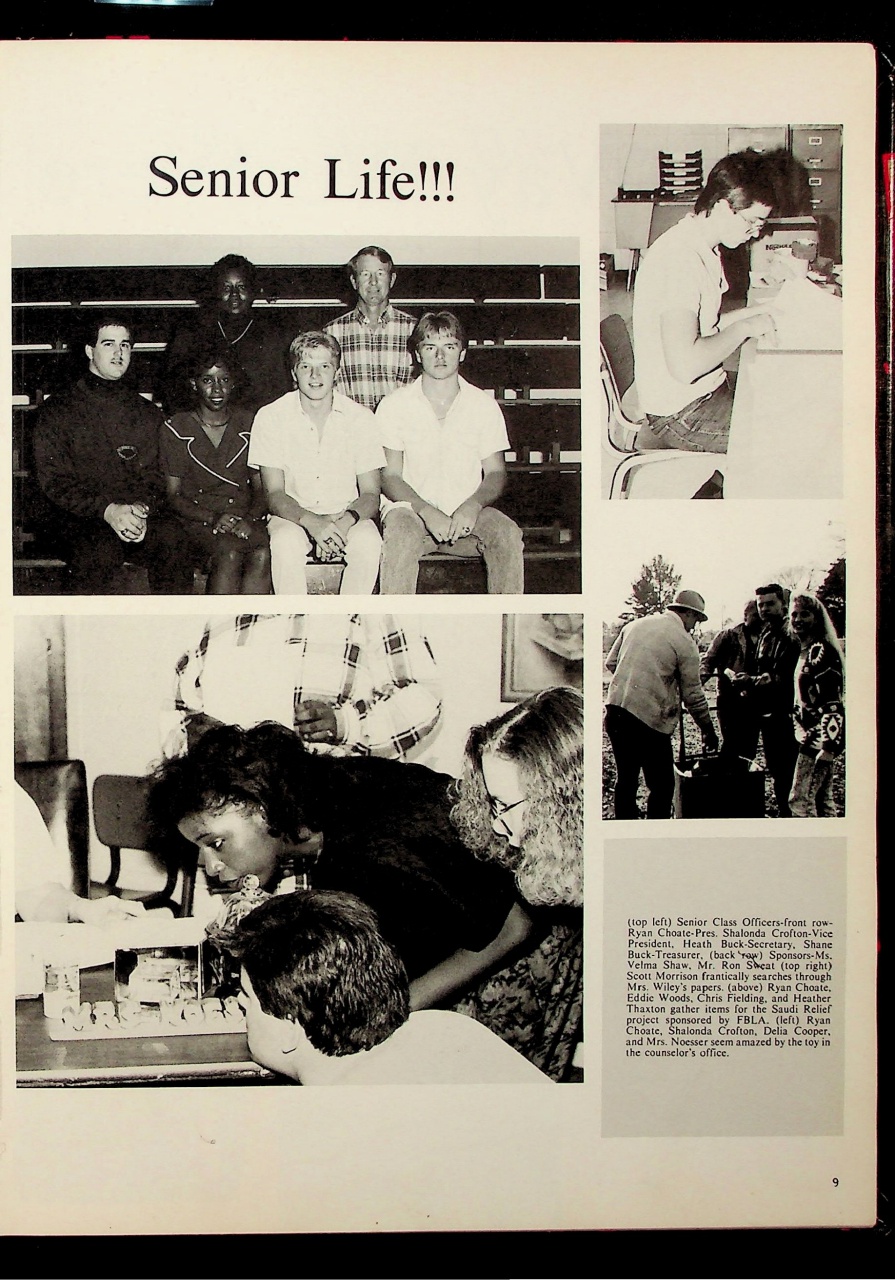 Senior Life!!!
(top left) Senior Class Officers-front row-
Ryan Choate-Pres. Shalonda Crofton-Vice
President, Heath Buck-Secretary, Shane
Buck-Treasurer, (back row) Sponsors-Ms.
Velma Shaw, Mr. Ron Sweat (top right)
Scott Morrison frantically searches through
Mrs. Wiley's papers. (above) Ryan Choate,
Eddie Woods, Chris Fielding, and Heather
Thaxton gather items for the Saudi Relief
project sponsored by FBLA. (left) Ryan
Choate, Shalonda Crofton, Delia Cooper,
and Mrs. Noesser seem amazed by the toy in
the counselor's office.
9